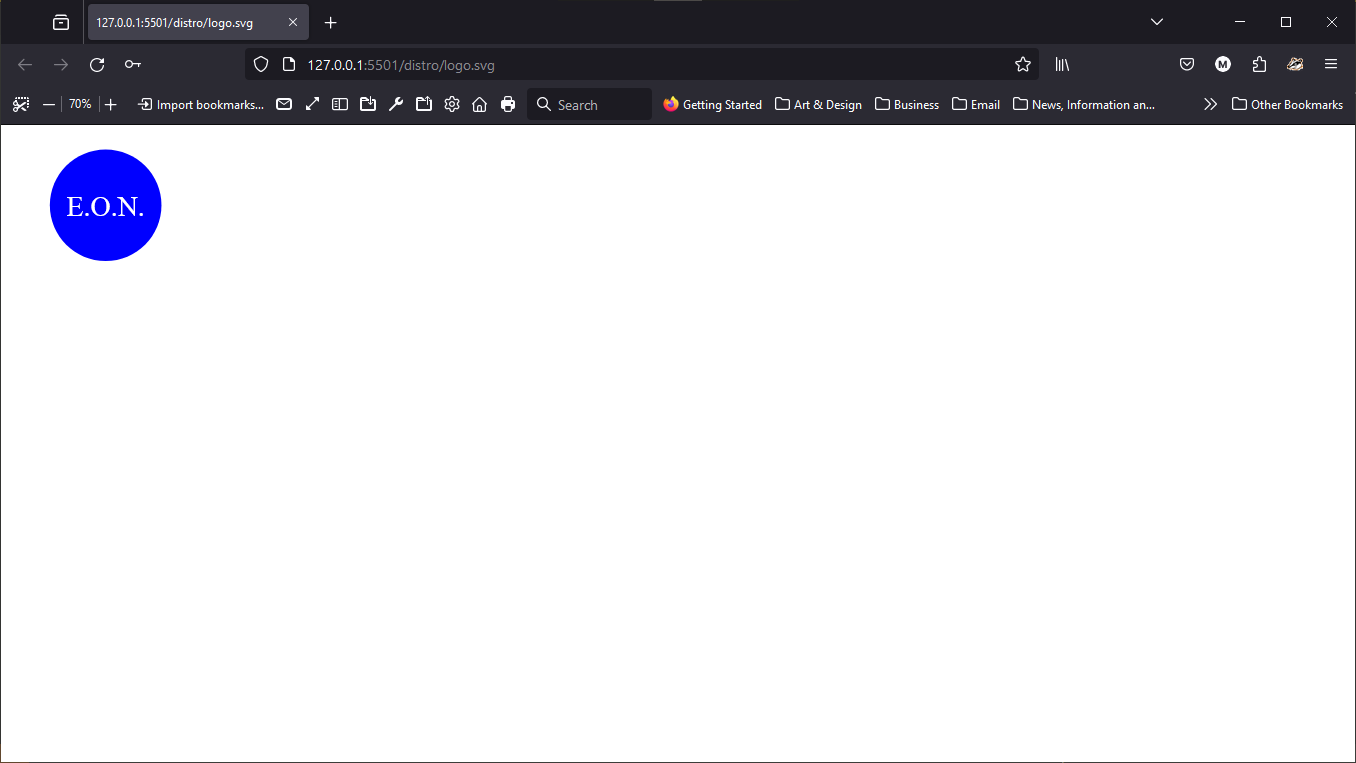 127.0.0.1:5501/distro/logo.svg
127.0.0.1:5501/distro/logo.svg
M
70%
Import bookmarks...
Search
Getting Started
Art & Design
Business
Email
News, Information an...
Other Bookmarks
E.O.N.